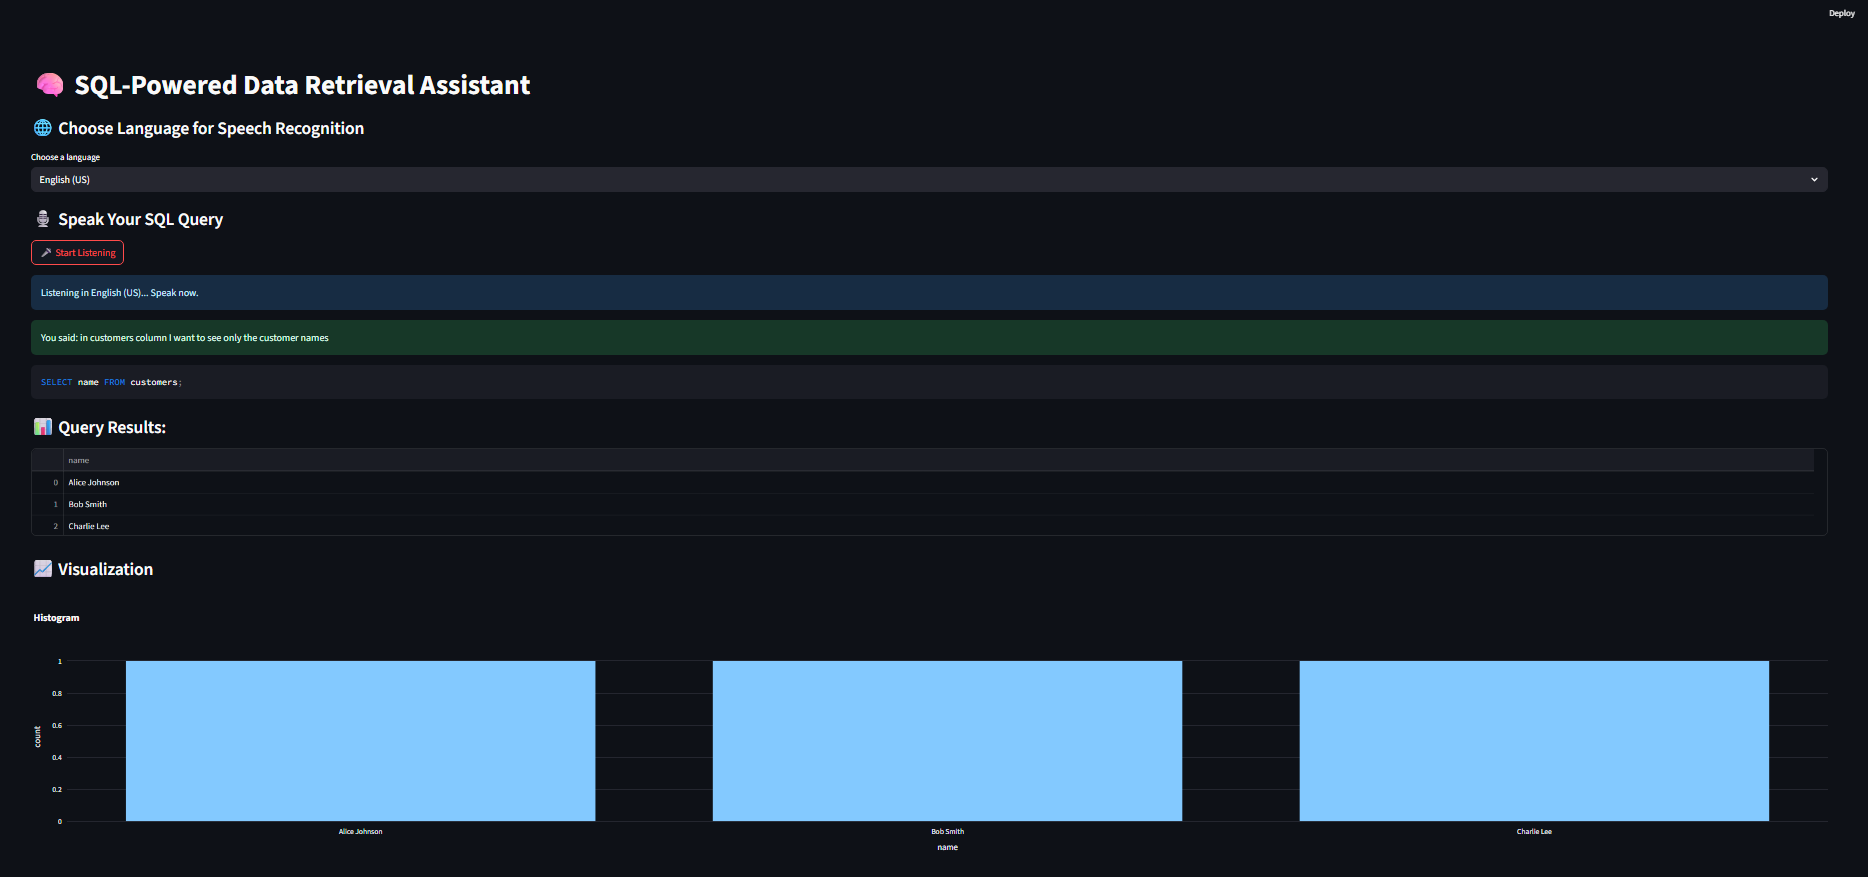 Deploy
SQL-Powered Data Retrieval Assistant
Choose Language for Speech Recognition
Choose a language
English (US)
Speak Your SQL Query
Start Listening
Listening in English (US)... Speak now.
You said: in customers column I want to see only the customer names
SELECT name FROM customers;
Query Results:
name
0 Alice Johnson
1 Bob Smith
2 Charlie Lee
Visualization
Histogram
1
0.8
0.6
0.4
0.2
0
count
Alice Johnson Bob Smith Charlie Lee
name